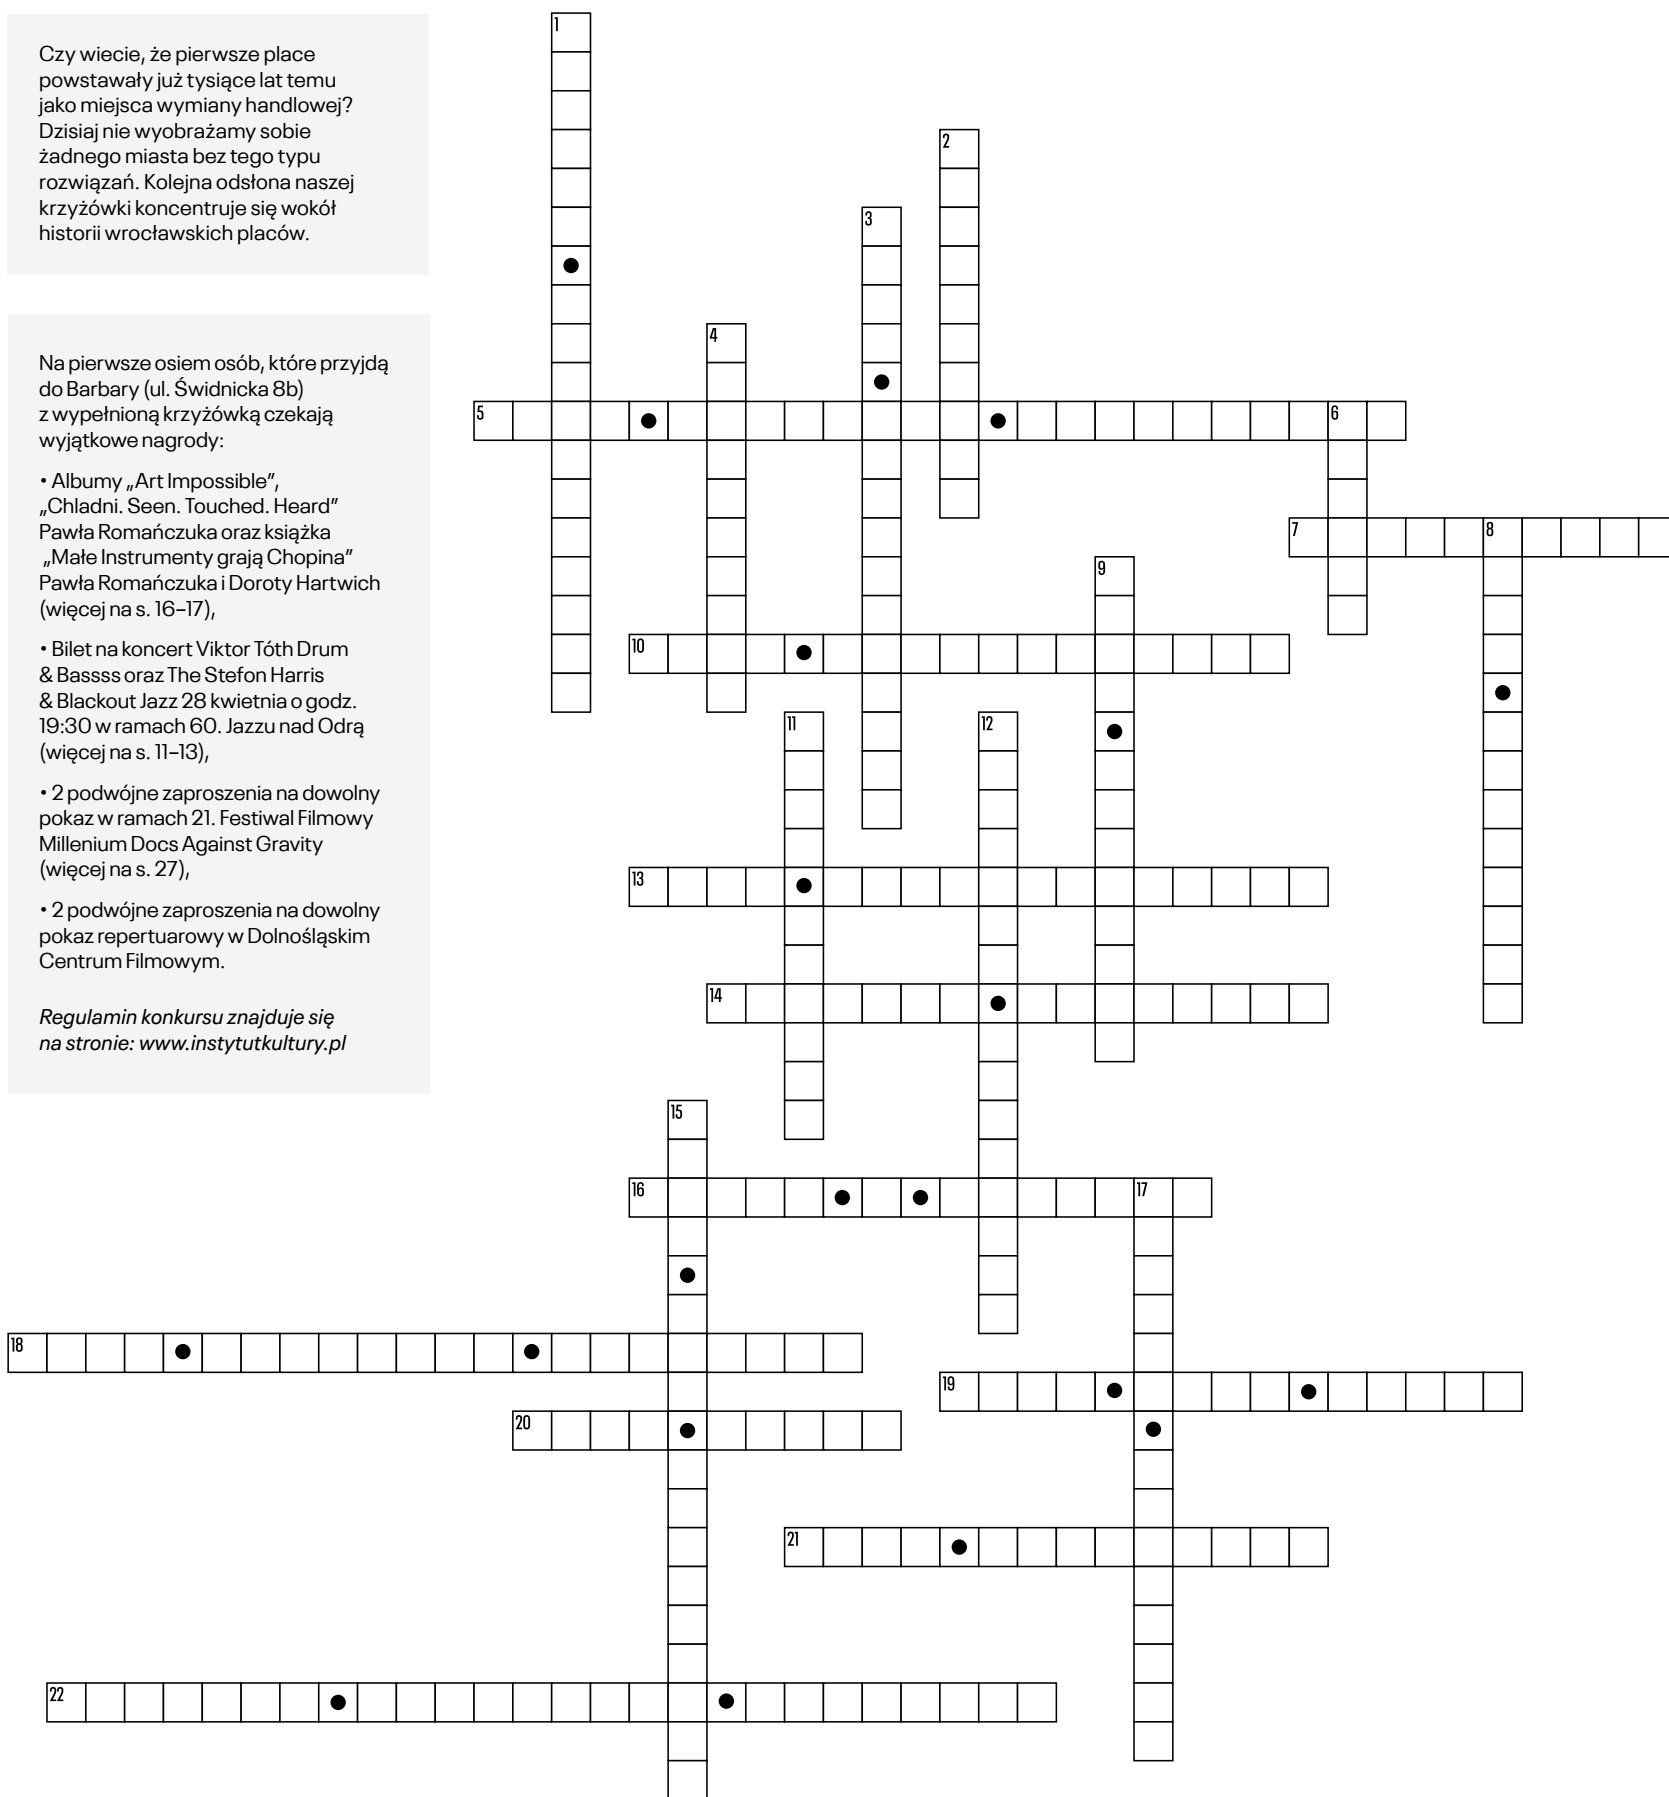 Czy wiecie, że pierwsze place
powstawały już tysiące lat temu
jako miejsca wymiany handlowej?
Dzisiaj nie wyobrażamy sobie
żadnego miasta bez tego typu
rozwiązań. Kolejna odsłona naszej
krzyżówki koncentruje się wokół
historii wrocławskich placów.
Na pierwsze osiem osób, które przyjdą
do Barbary (ul. Świdnicka 8b)
z wypełnioną krzyżówką czekają
wyjątkowe nagrody:
• Albumy „Art Impossible”,
„Chladni. Seen. Touched. Heard”
Pawła Romańczuka oraz książka
„Małe Instrumenty grają Chopina”
Pawła Romańczuka i Doroty Hartwich
(więcej na s. 16–17),
• Bilet na koncert Viktor Tóth Drum
& Bassss oraz The Stefon Harris
& Blackout Jazz 28 kwietnia o godz.
19:30 w ramach 60. Jazzu nad Odrą
(więcej na s. 11–13),
• 2 podwójne zaproszenia na dowolny
pokaz w ramach 21. Festiwal Filmowy
Millenium Docs Against Gravity
(więcej na s. 27),
• 2 podwójne zaproszenia na dowolny
pokaz repertuarowy w Dolnośląskim
Centrum Filmowym.
Regulamin konkursu znajduje się
na stronie: www.instytutkultury.pl
1
2
3
4
5
6
7
8
9
10
11
12
13
14
15
16
17
18
19
20
21
22